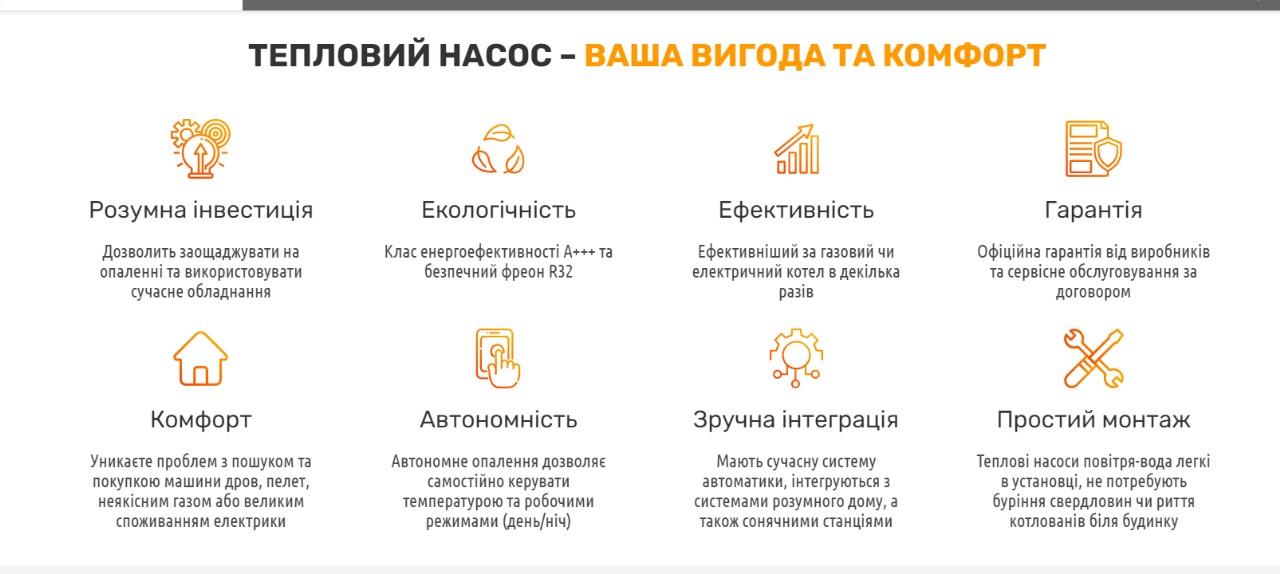 ТЕПЛОВИЙ НАСОС – ВАША ВИГОДА ТА КОМФОРТ
Розумна інвестиція
Дозволить заощаджувати на
опаленні та використовувати
сучасне обладнання
Екологічність
Клас енергоефективності А+++ та
безпечний фреон R32
Ефективність
Ефективніший за газовий чи
електричний котел в декілька
разів
Гарантія
Офіційна гарантія від виробників
та сервісне обслуговування за
договором
Комфорт
Уникаєте проблем з пошуком та
покупкою машини дров, пелет,
неякісним газом або великим
споживанням електрики
Автономність
Автономне опалення дозволяє
самостійно керувати
температурою та робочими
режимами (день/ніч)
Зручна інтеграція
Мають сучасну систему
автоматики, інтегруються з
системами розумного дому, а
також сонячними станціями
Простий монтаж
Теплові насоси повітря-вода легкі
в установці, не потребують
буріння свердловин чи риття
котлованів біля будинку